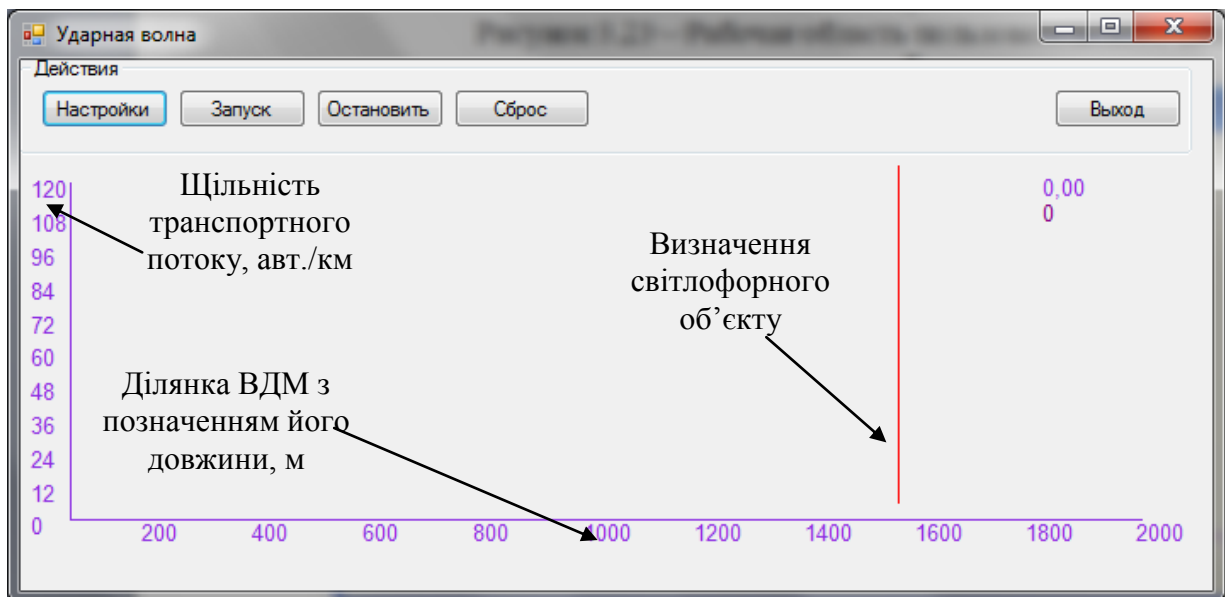 Ударная волна
Действия
Настройки Запуск Остановить Сброс Выход
120
108
96
84
72
60
48
36
24
12
0
Щільність
транспортного
потоку, авт./км
Визначення
світлофорного
об’єкту
0,00
0
Ділянка ВДМ з
позначенням його
довжини, м
200 400 600 800 1000 1200 1400 1600 1800 2000